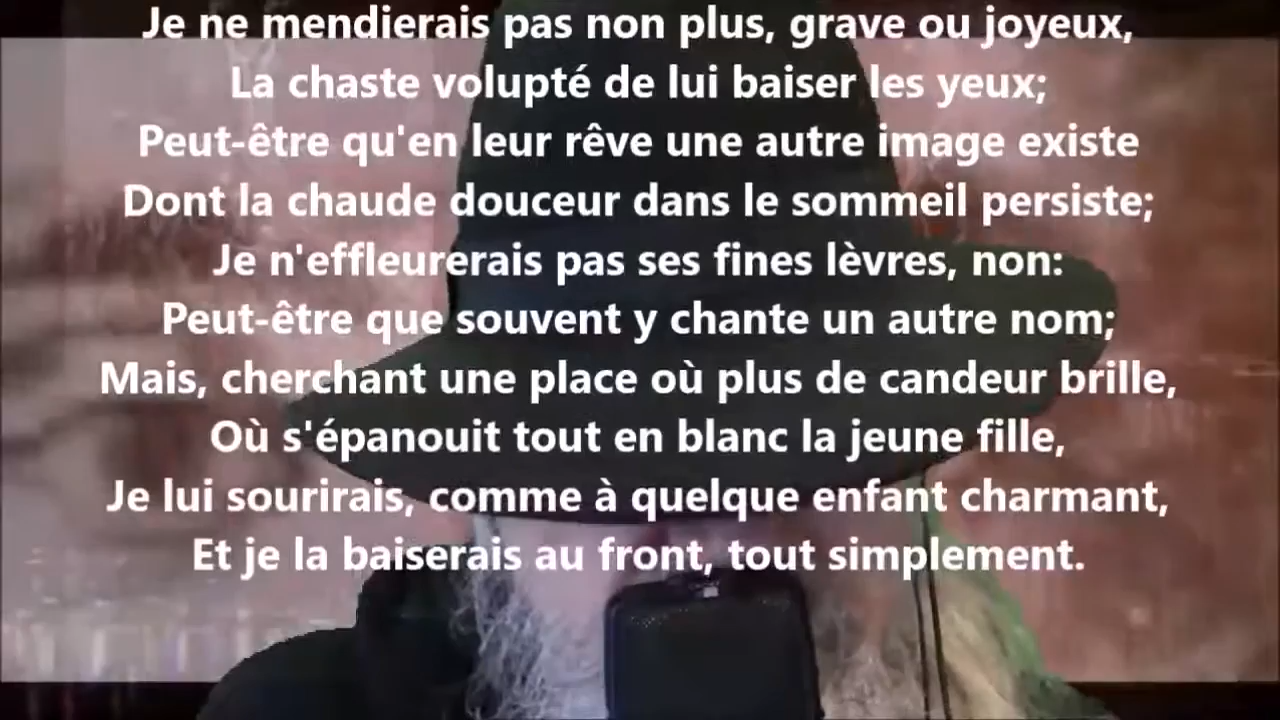 Je ne mendierais pas non plus, grave ou joyeux,
La chaste volupté de lui baiser les yeux;
Peut-être qu'en leur rêve une autre image existe
Dont la chaude douceur dans le sommeil persiste;
Je n'effleurerais pas ses fines lèvres, non:
Peut-être que souvent y chante un autre nom;
Mais, cherchant une place où plus de candeur brille,
Où s'épanouit tout en blanc la jeune fille,
Je lui sourirais, comme à quelque enfant charmant,
Et je la baiserais au front, tout simplement.